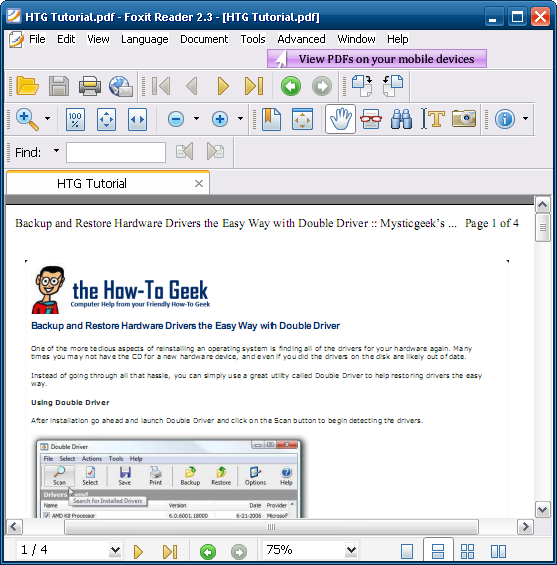 HTG Tutorial.pdf - Foxit Reader 2.3 - [HTG Tutorial.pdf]
File Edit View Language Document Tools Advanced Window Help
View PDFs on your mobile devices
100 %
Find:
HTG Tutorial
Backup and Restore Hardware Drivers the Easy Way with Double Driver :: Mysticgeek's ... Page 1 of 4
the How-To Geek
Computer Help from your Friendly How-To Geek
Backup and Restore Hardware Drivers the Easy Way with Double Driver
One of the more tedious aspects of reinstalling an operating system is finding all of the drivers for your hardware again. Many
times you may not have the CD for a new hardware device, and even if you did the drivers on the disk are likely out of date.
Instead of going through all that hassle, you can simply use a great utility called Double Driver to help restoring drivers the easy
way.
Using Double Driver
After installation go ahead and launch Double Driver and click on the Scan button to begin detecting the drivers.
Double Driver
File Select Actions Tools Help
Scan Select Save Print Backup Restore Options Help
Drivers
Search for Installed Drivers
Name Version Date Provider
AMD K8 Processor 6.0.6001.18000 6-21-2006 Microsof
1 / 4 75%